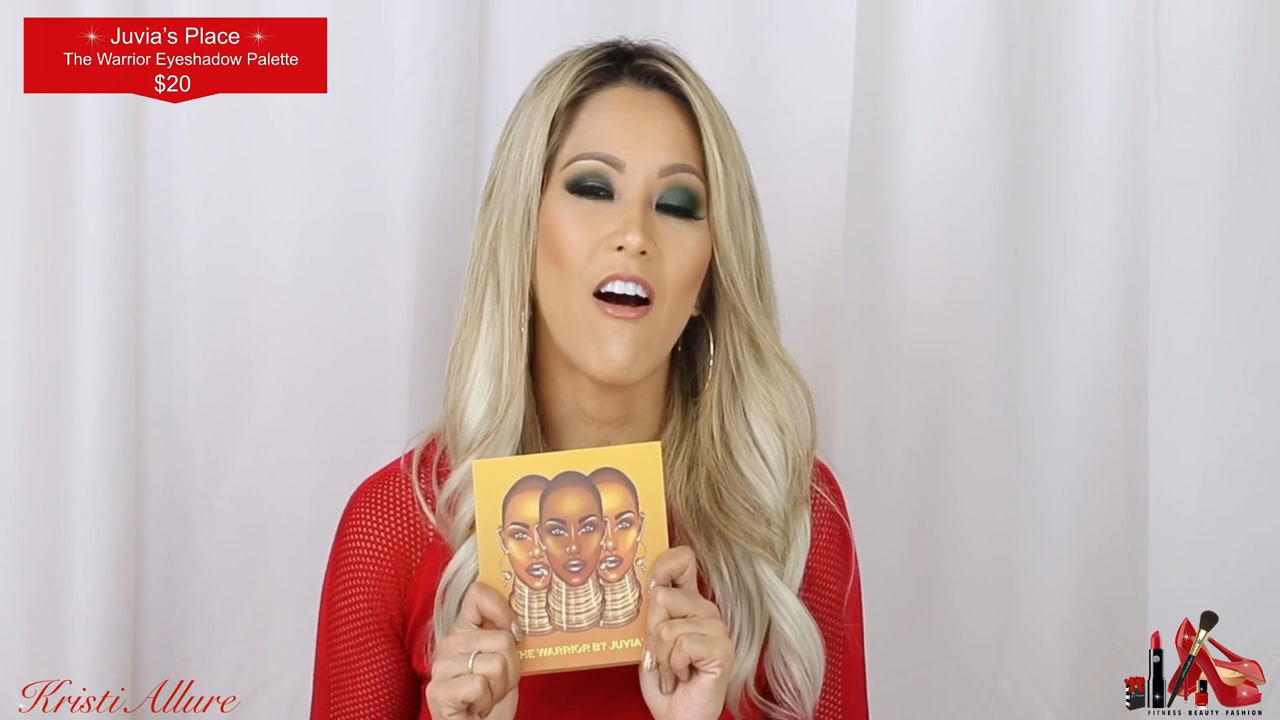 Juvia's Place
The Warrior Eyeshadow Palette
$20
THE WARRIOR BY JUVIA'
Kristi Allure
FITNESS BEAUTY FASHION